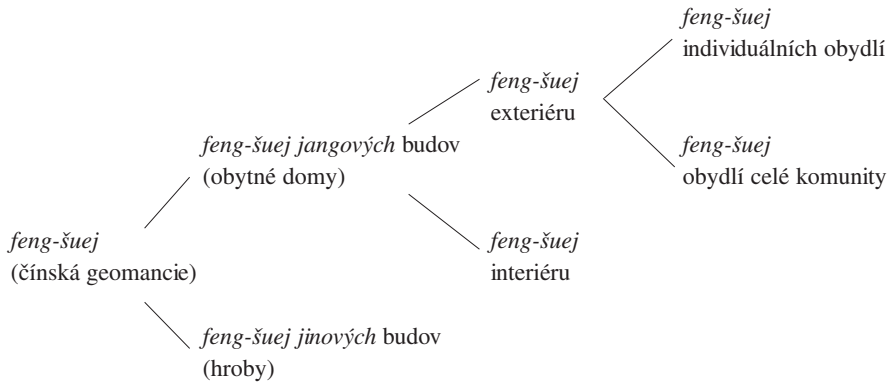 feng-šuej
individuálních obydlí
feng-šuej
exteriéru
feng-šuej jangových budov
(obytné domy)
feng-šuej
obydlí celé komunity
feng-šuej
(čínská geomancie)
feng-šuej
interiéru
feng-šuej jinových budov
(hroby)